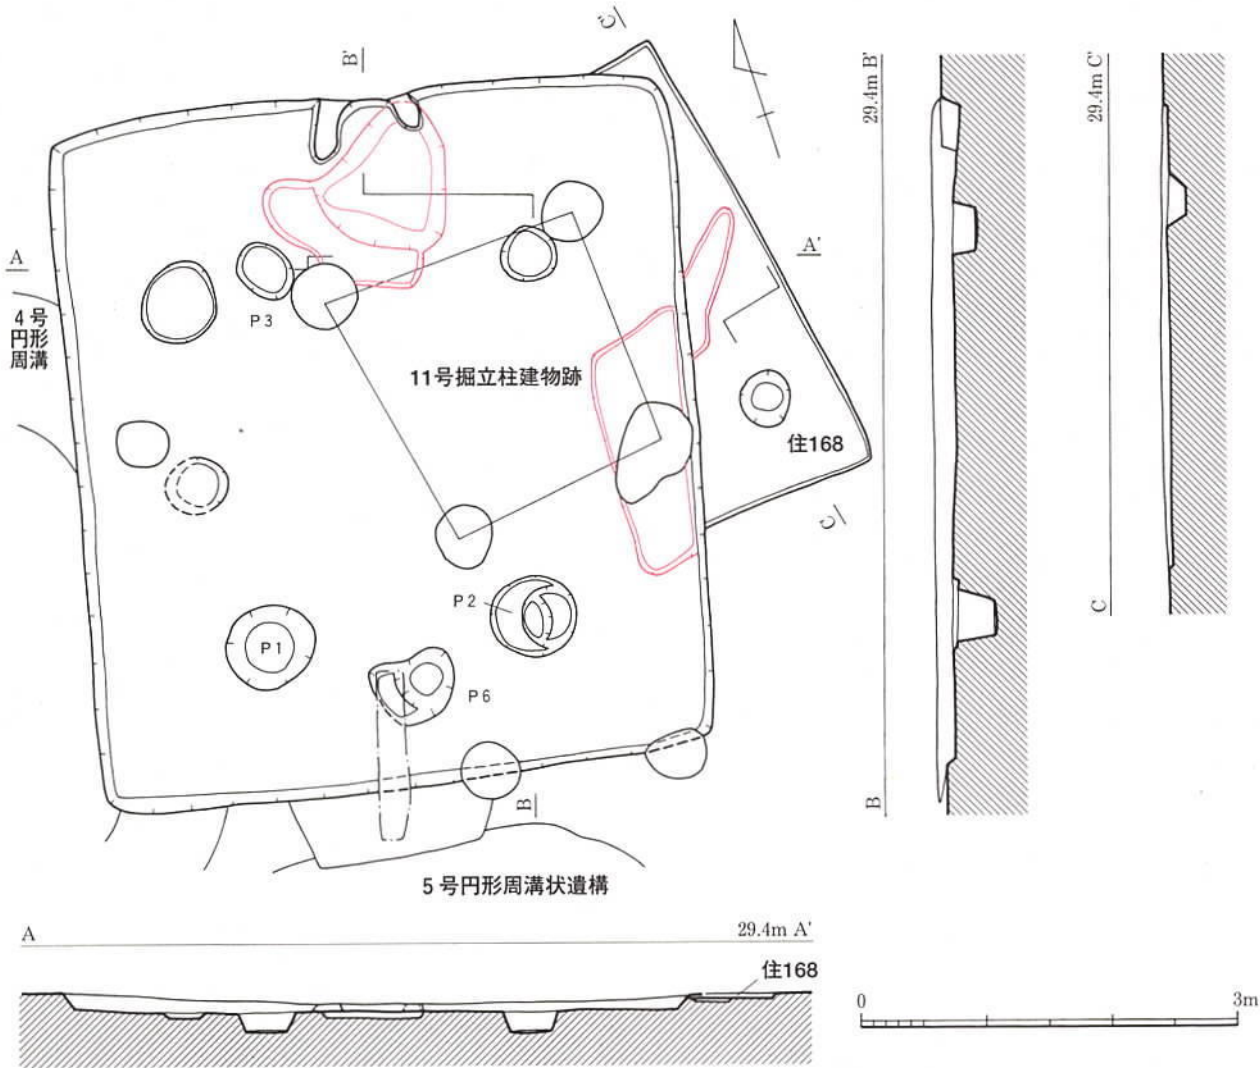 C'
B'
29.4m B'
29.4m C'
A
A'
4号
円形
周溝
P3
11号掘立柱建物跡
住168
C
P2
P1
P6
B
B
C
5号円形周溝状遺構
A
29.4m A'
住168
0
3m